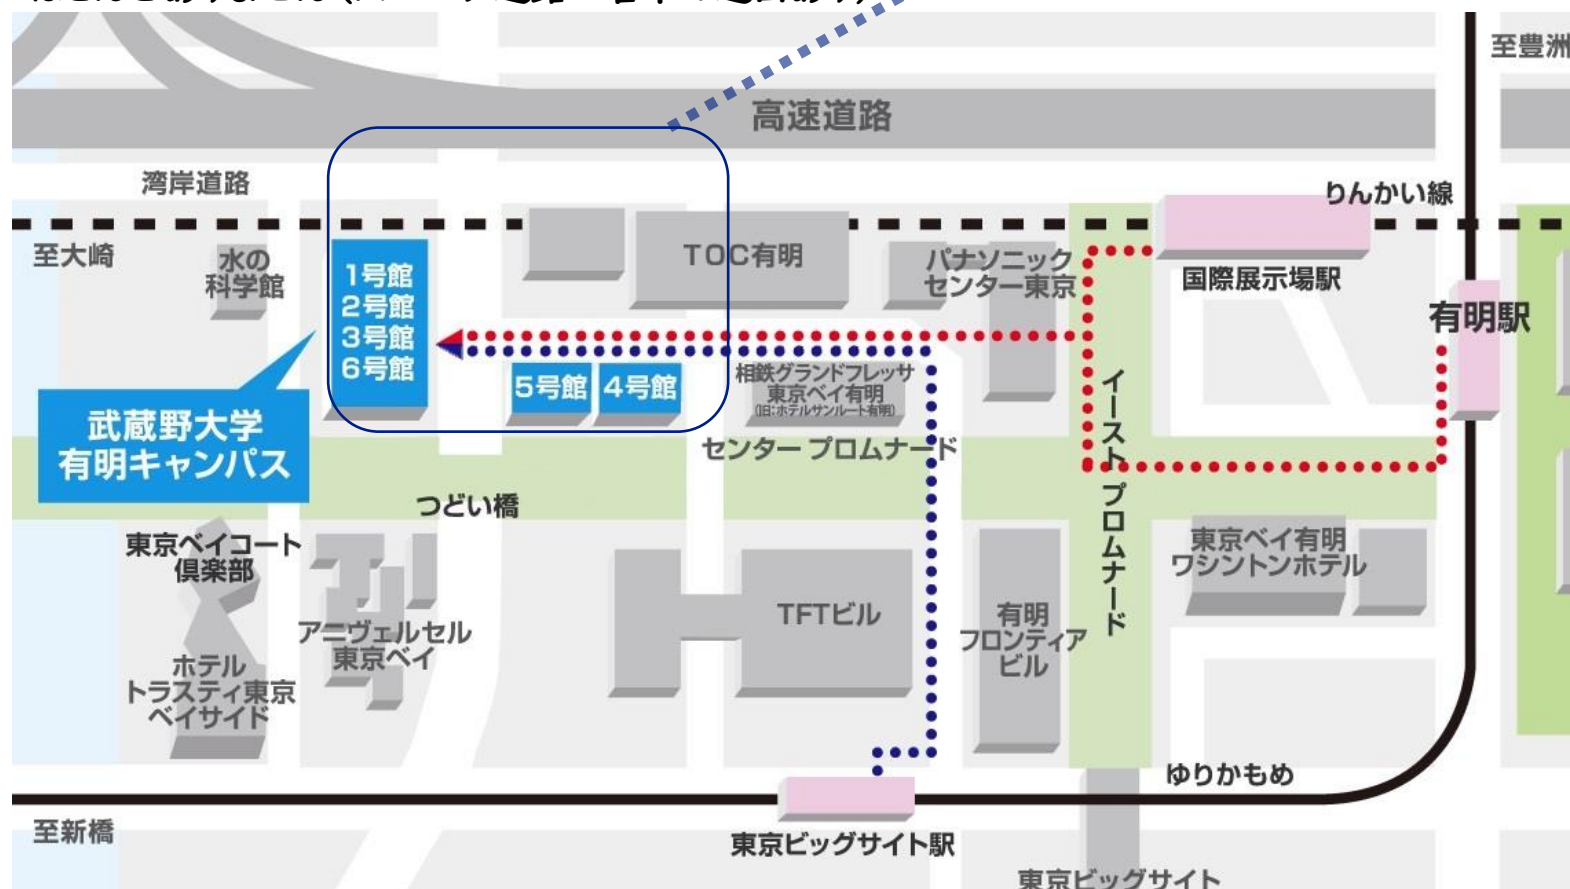 至豊洲
高速道路
湾岸道路
りんかい線
至大崎
水の
科学館
1号館
2号館
3号館
6号館
TOC有明
パナソニック
センター東京
国際展示場駅
有明駅
5号館
4号館
相鉄グランドフレッサ
東京ベイ有明
(旧:ホテルサンルート有明)
武蔵野大学
有明キャンパス
センター プロムナード
イースト プロムナード
つどい橋
東京ベイコート
倶楽部
東京ベイ有明
ワシントンホテル
アニヴェルセル
東京ベイ
TFTビル
有明
フロンティア
ビル
ホテル
トラスティ東京
ベイサイド
ゆりかもめ
至新橋
東京ビッグサイト駅
東京ビッグサイト